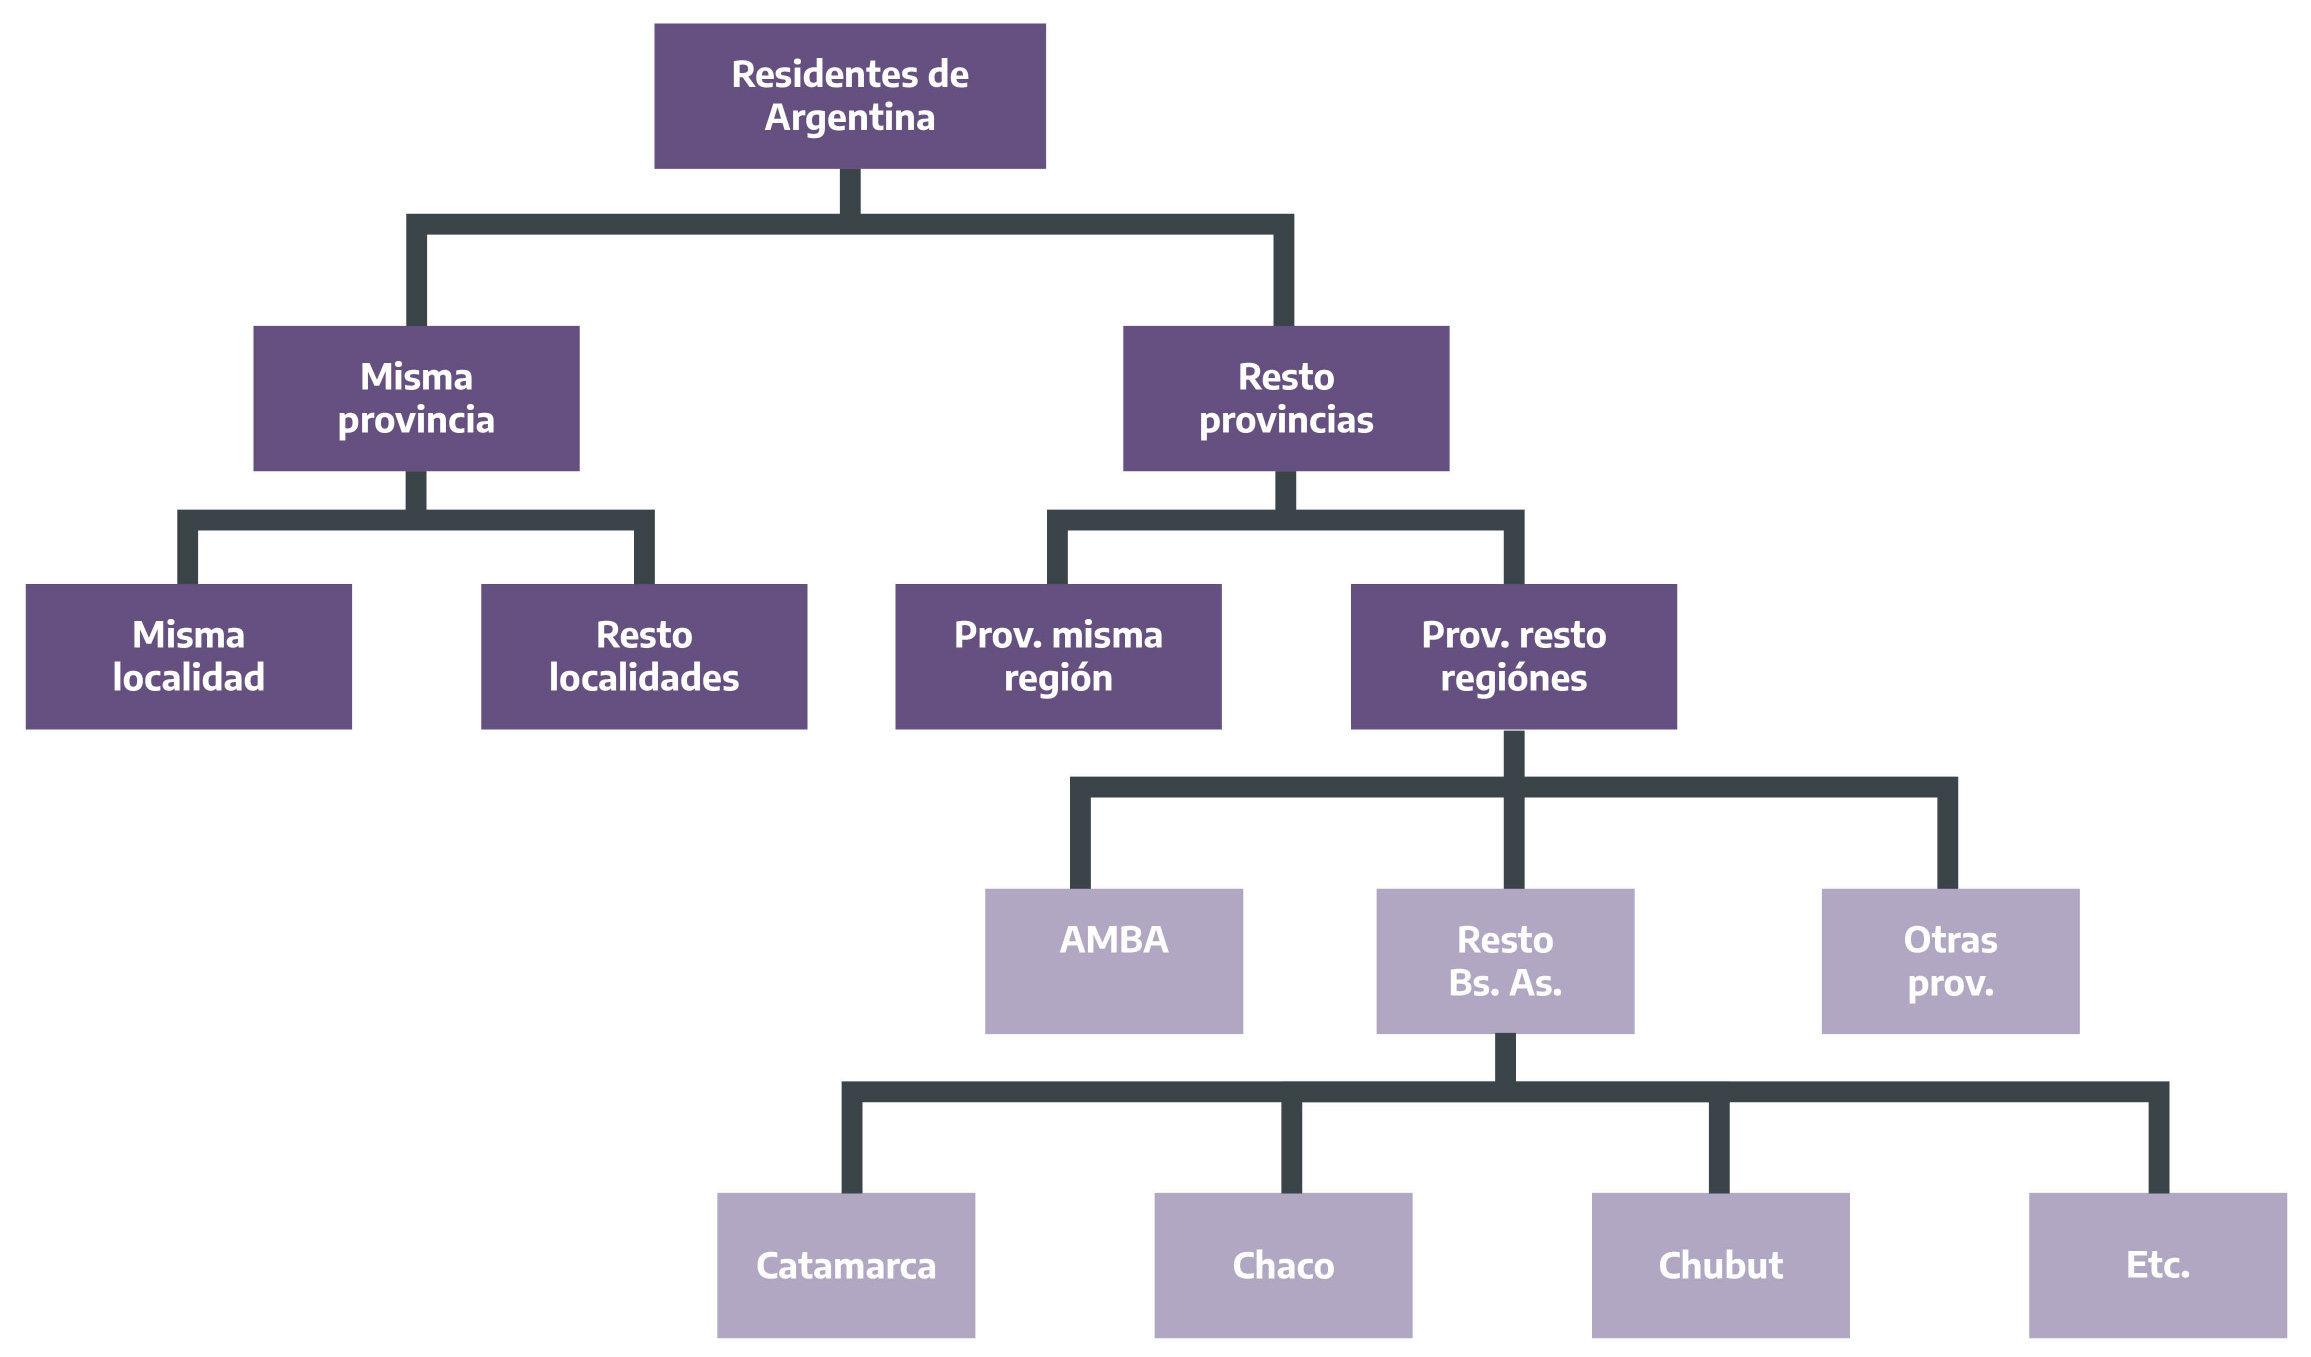 Residentes de
Argentina
Misma
provincia
Resto
provincias
Misma
localidad
Resto
localidades
Prov. misma
región
Prov. resto
regiónes
AMBA
Resto
Bs. As.
Otras
prov.
Catamarca
Chaco
Chubut
Etc.